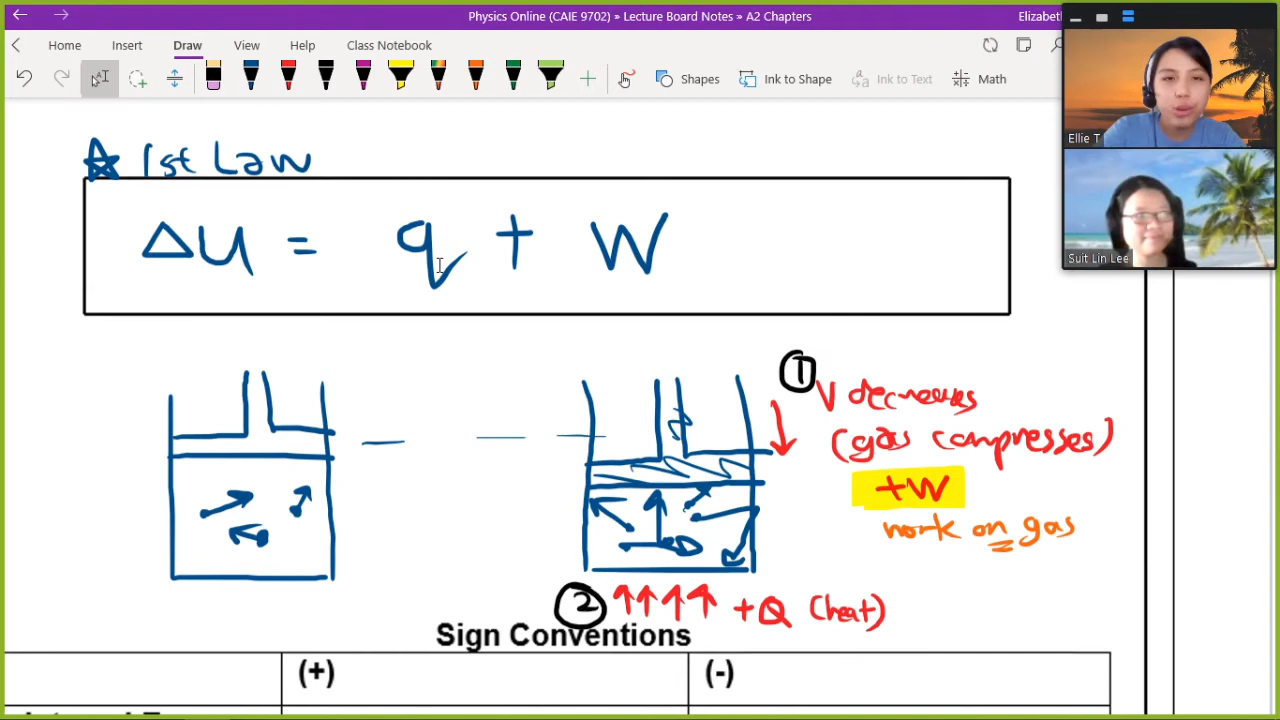 Physics Online (CAIE 9702) » Lecture Board Notes » A2 Chapters
Elizabeth
Home Insert Draw View Help Class Notebook
Shapes Ink to Shape Ink to Text Math
Ellie T
Suit Lin Lee
1st Law
ΔU = q + W
① V decreases
(gas compresses)
+W
work on gas
② ↑↑↑↑ +Q (heat)
Sign Conventions
(+) (-)